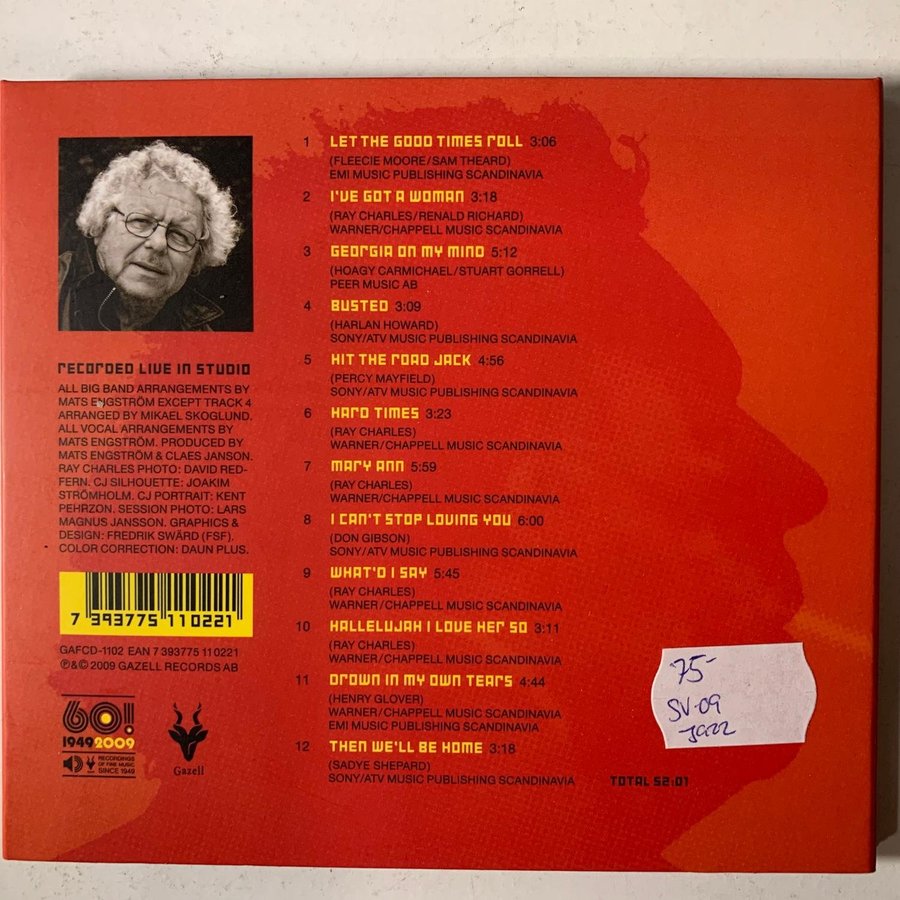 RECORDED LIVE IN STUDIO
ALL BIG BAND ARRANGEMENTS BY
MATS ENGSTRÖM EXCEPT TRACK 4
ARRANGED BY MIKAEL SKOGLUND.
ALL VOCAL ARRANGEMENTS BY
MATS ENGSTRÖM. PRODUCED BY
MATS ENGSTRÖM & CLAES JANSON.
RAY CHARLES PHOTO: DAVID RED-
FERN. CJ SILHOUETTE: JOAKIM
STRÖMHOLM. CJ PORTRAIT: KENT
PEHRZON. SESSION PHOTO: LARS
MAGNUS JANSSON. GRAPHICS &
DESIGN: FREDRIK SWÄRD (FSF).
COLOR CORRECTION: DAUN PLUS.
7 393775 110221
GAFCD-1102 EAN 7 393775 110221
℗&© 2009 GAZELL RECORDS AB
60!
19492009
RECORDINGS
OF FINE MUSIC
SINCE 1949
Gazell
1 LET THE GOOD TIMES ROLL 3:06
(FLEECIE MOORE/SAM THEARD)
EMI MUSIC PUBLISHING SCANDINAVIA
2 I'VE GOT A WOMAN 3:18
(RAY CHARLES/RENALD RICHARD)
WARNER/CHAPPELL MUSIC SCANDINAVIA
3 GEORGIA ON MY MIND 5:12
(HOAGY CARMICHAEL/STUART GORRELL)
PEER MUSIC AB
4 BUSTED 3:09
(HARLAN HOWARD)
SONY/ATV MUSIC PUBLISHING SCANDINAVIA
5 HIT THE ROAD JACK 4:56
(PERCY MAYFIELD)
SONY/ATV MUSIC PUBLISHING SCANDINAVIA
6 HARD TIMES 3:23
(RAY CHARLES)
WARNER/CHAPPELL MUSIC SCANDINAVIA
7 MARY ANN 5:59
(RAY CHARLES)
WARNER/CHAPPELL MUSIC SCANDINAVIA
8 I CAN'T STOP LOVING YOU 6:00
(DON GIBSON)
SONY/ATV MUSIC PUBLISHING SCANDINAVIA
9 WHAT'D I SAY 5:45
(RAY CHARLES)
WARNER/CHAPPELL MUSIC SCANDINAVIA
10 HALLELUJAH I LOVE HER SO 3:11
(RAY CHARLES)
WARNER/CHAPPELL MUSIC SCANDINAVIA
11 DROWN IN MY OWN TEARS 4:44
(HENRY GLOVER)
WARNER/CHAPPELL MUSIC SCANDINAVIA
EMI MUSIC PUBLISHING SCANDINAVIA
12 THEN WE'LL BE HOME 3:18
(SADYE SHEPARD)
SONY/ATV MUSIC PUBLISHING SCANDINAVIA
TOTAL 52:01
75-
SV-09
JAZZ